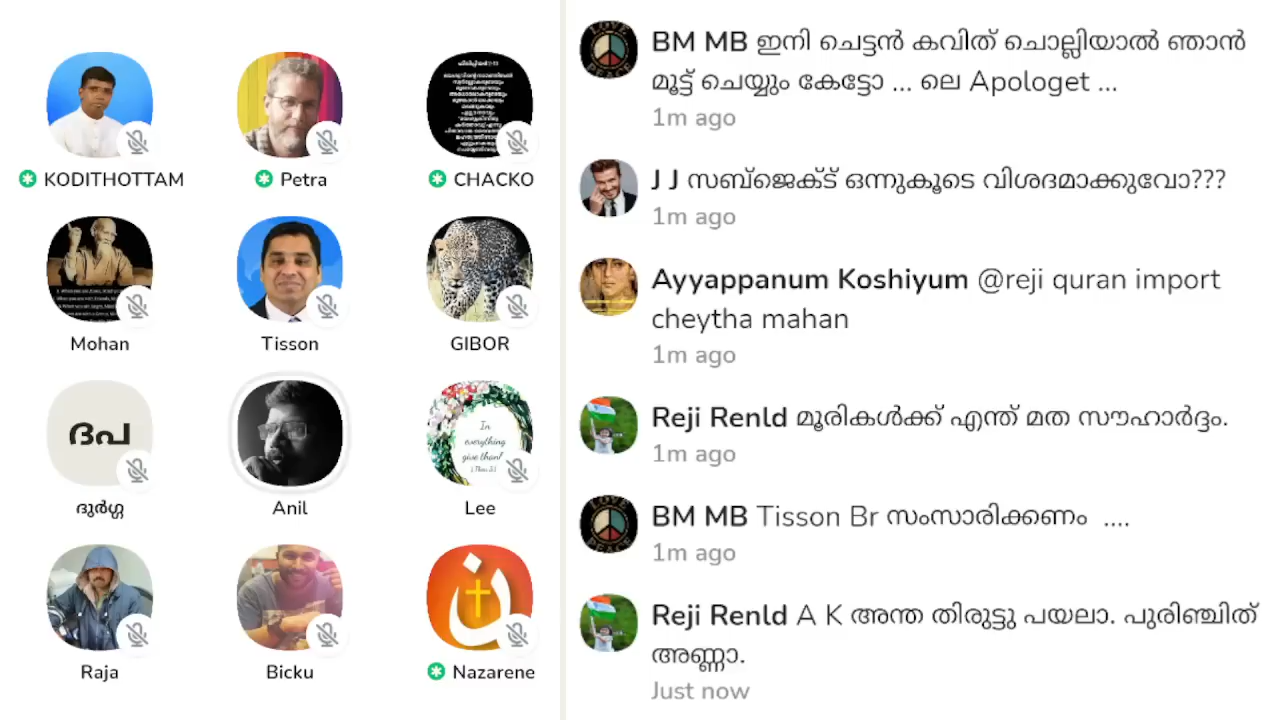 KODITHOTTAM
Petra
CHACKO
Mohan
Tisson
GIBOR
ദപ
In
everything
give thanks
ദുർഗ്ഗ
Anil
Lee
Raja
Bicku
Nazarene
BM MB ഇനി ചെട്ടൻ കവിത് ചൊല്ലിയാൽ ഞാൻ
മൂട്ട് ചെയ്യും കേട്ടോ ... ലെ Apologet ...
1m ago
J J സബ്ജെക്ട് ഒന്നുകൂടെ വിശദമാക്കുവോ???
1m ago
Ayyappanum Koshiyum @reji quran import
cheytha mahan
1m ago
Reji Renld മൂരികൾക്ക് എന്ത് മത സൗഹാർദ്ദം.
1m ago
BM MB Tisson Br സംസാരിക്കണം ....
1m ago
Reji Renld A K അന്ത തിരുട്ടു പയലാ. പുരിഞ്ചിത്
അണ്ണാ.
Just now